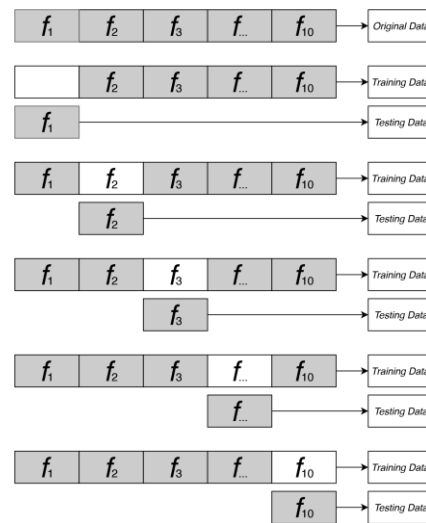 f1 f2 f3 f... f10 Original Data
f2 f3 f... f10 Training Data
f1 Testing Data
f1 f2 f3 f... f10 Training Data
f2 Testing Data
f1 f2 f3 f... f10 Training Data
f3 Testing Data
f1 f2 f3 f... f10 Training Data
f... Testing Data
f1 f2 f3 f... f10 Training Data
f10 Testing Data